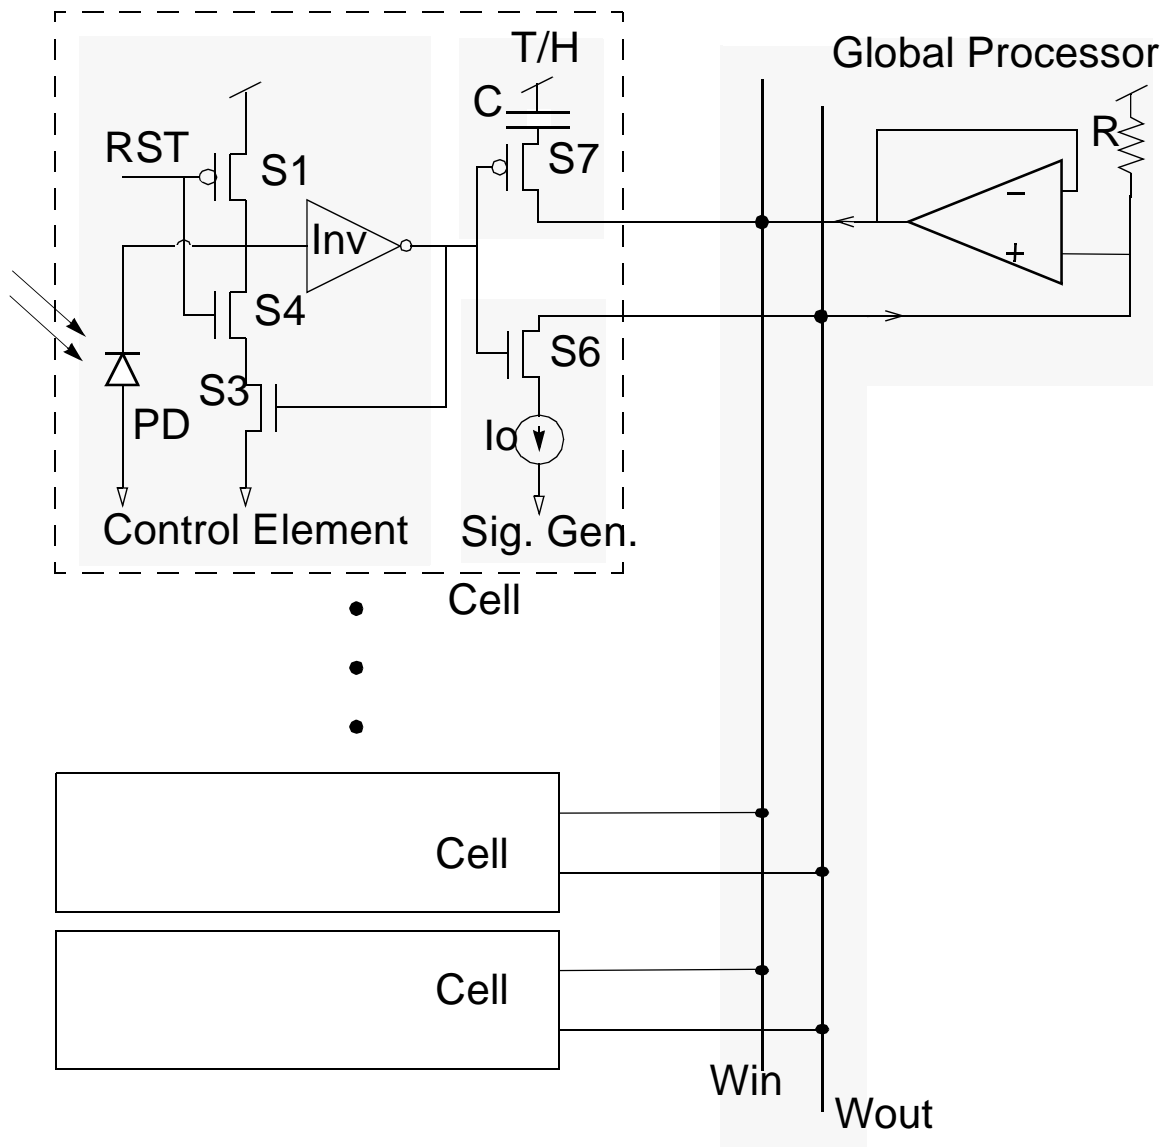 T/H
Global Processor
C
R
RST
S1
S7
Inv
−
+
S4
S6
S3
PD
Io
Control Element
Sig. Gen.
Cell
Cell
Cell
Win
Wout